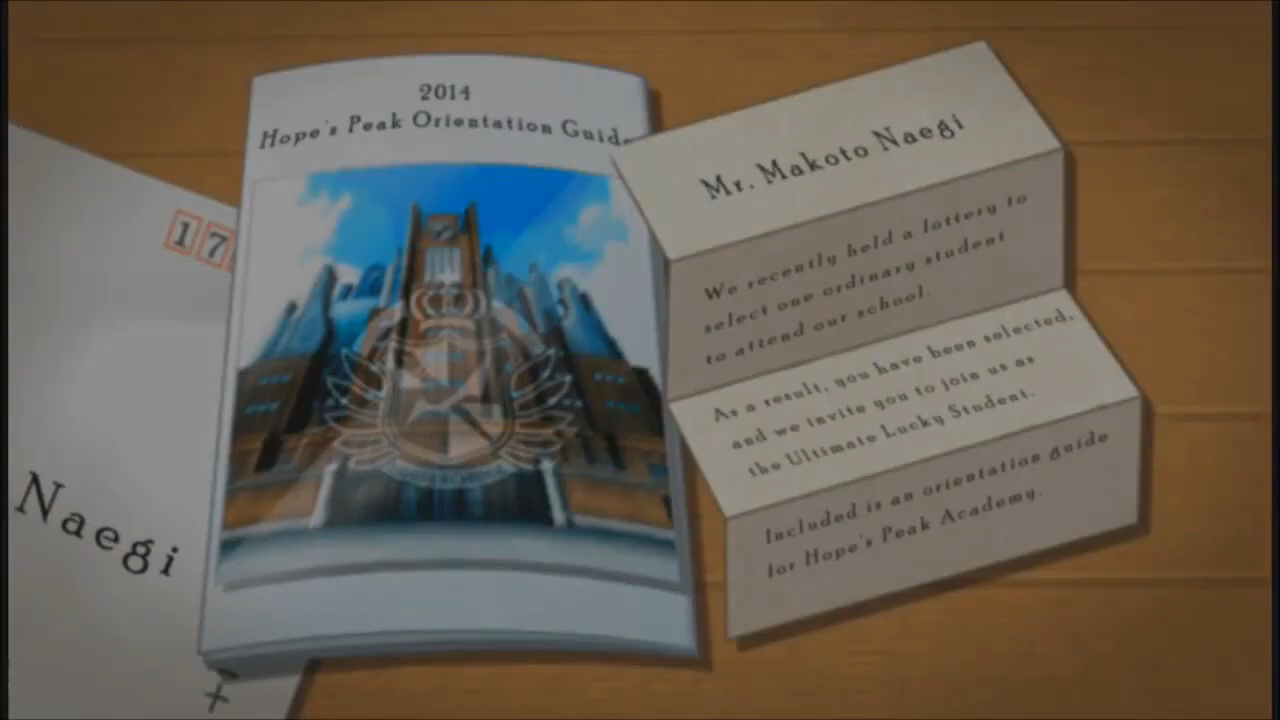 2014
Hope's Peak Orientation Guide
17
Naegi
Mr. Makoto Naegi
We recently held a lottery to
select one ordinary student
to attend our school.
As a result, you have been selected,
and we invite you to join us as
the Ultimate Lucky Student.
Included is an orientation guide
for Hope's Peak Academy.